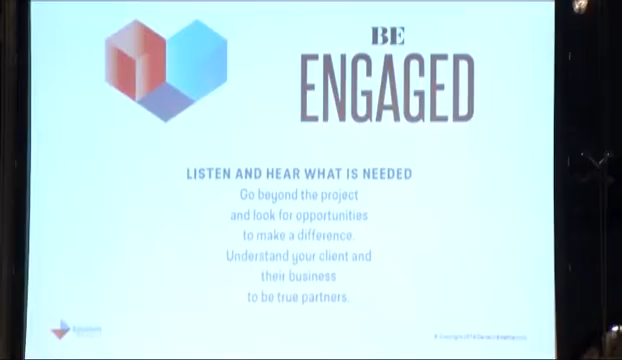 BE
ENGAGED
LISTEN AND HEAR WHAT IS NEEDED
Go beyond the project
and look for opportunities
to make a difference.
Understand your client and
their business
to be true partners.